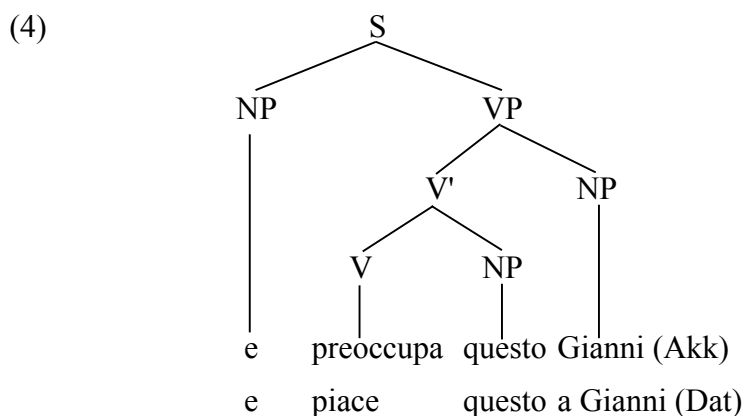 (4) S
NP VP
V' NP
V NP
e preoccupa questo Gianni (Akk)
e piace questo a Gianni (Dat)